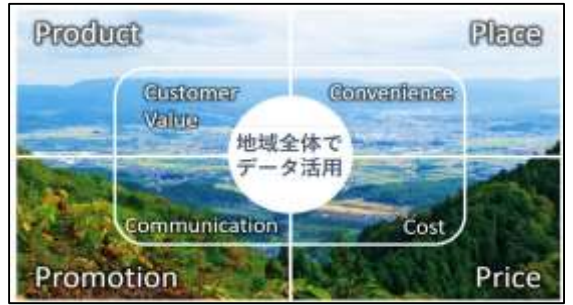 Product
Place
Customer
Value
Convenience
地域全体で
データ活用
Communication
Cost
Promotion
Price